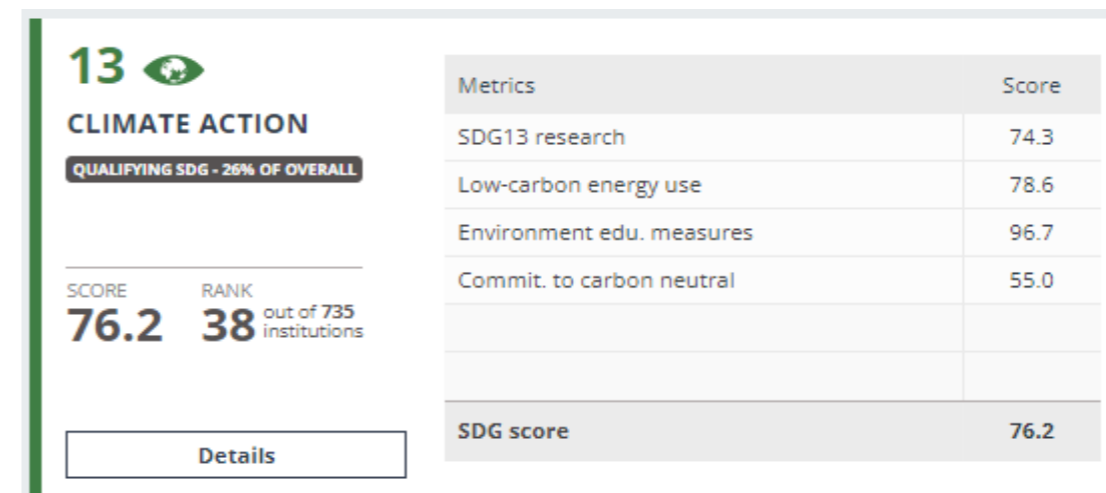 13
CLIMATE ACTION
QUALIFYING SDG - 26% OF OVERALL
SCORE RANK
76.2 38 out of 735 institutions
Details
Metrics Score
SDG13 research 74.3
Low-carbon energy use 78.6
Environment edu. measures 96.7
Commit. to carbon neutral 55.0
SDG score 76.2